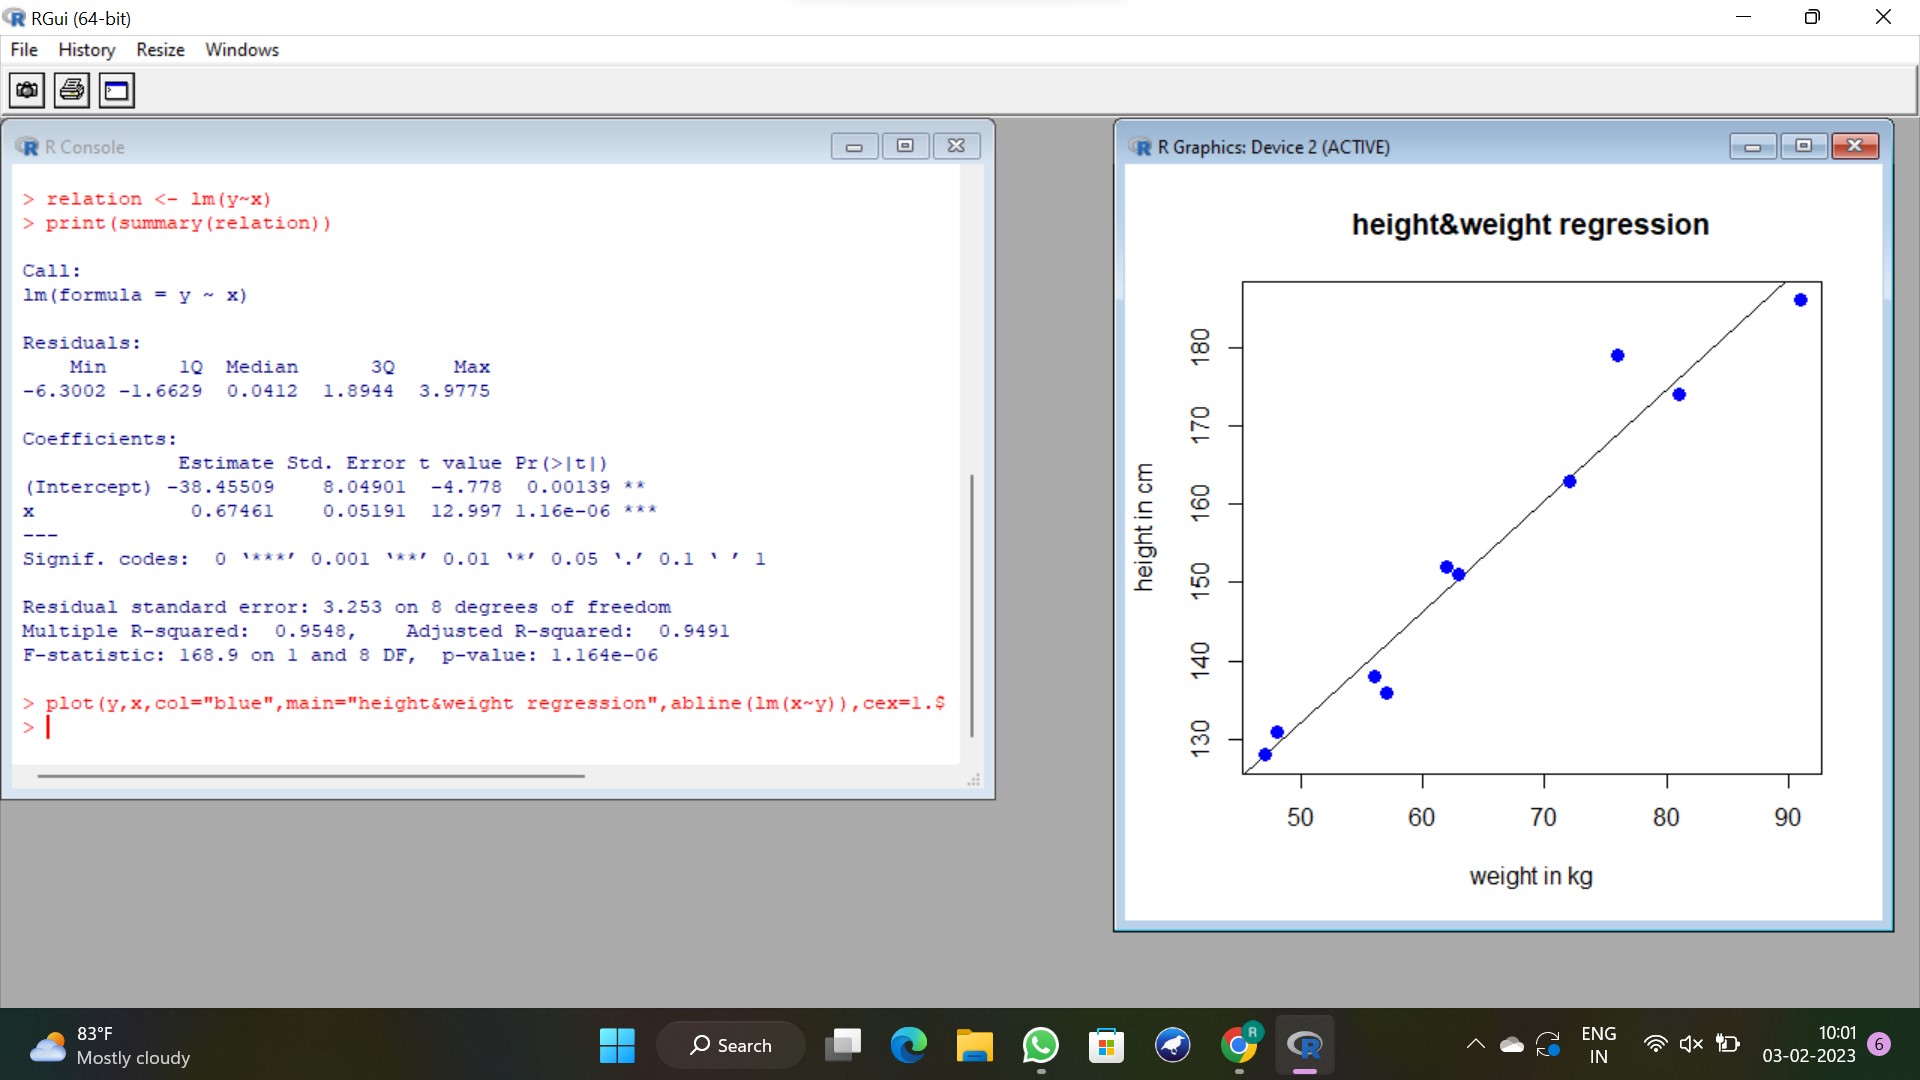 RGui (64-bit)
File History Resize Windows
R Console
> relation <- lm(y~x)
> print(summary(relation))
Call:
lm(formula = y ~ x)
Residuals:
Min 1Q Median 3Q Max
-6.3002 -1.6629 0.0412 1.8944 3.9775
Coefficients:
Estimate Std. Error t value Pr(>|t|)
(Intercept) -38.45509 8.04901 -4.778 0.00139 **
x 0.67461 0.05191 12.997 1.16e-06 ***
---
Signif. codes: 0 ‘***’ 0.001 ‘**’ 0.01 ‘*’ 0.05 ‘.’ 0.1 ‘ ’ 1
Residual standard error: 3.253 on 8 degrees of freedom
Multiple R-squared: 0.9548, Adjusted R-squared: 0.9491
F-statistic: 168.9 on 1 and 8 DF, p-value: 1.164e-06
> plot(y,x,col="blue",main="height&weight regression",abline(lm(x~y)),cex=1.$
>
R Graphics: Device 2 (ACTIVE)
height&weight regression
height in cm
180
170
160
150
140
130
50 60 70 80 90
weight in kg
83°F
Mostly cloudy
Search
R
ENG
IN
10:01
03-02-2023
6